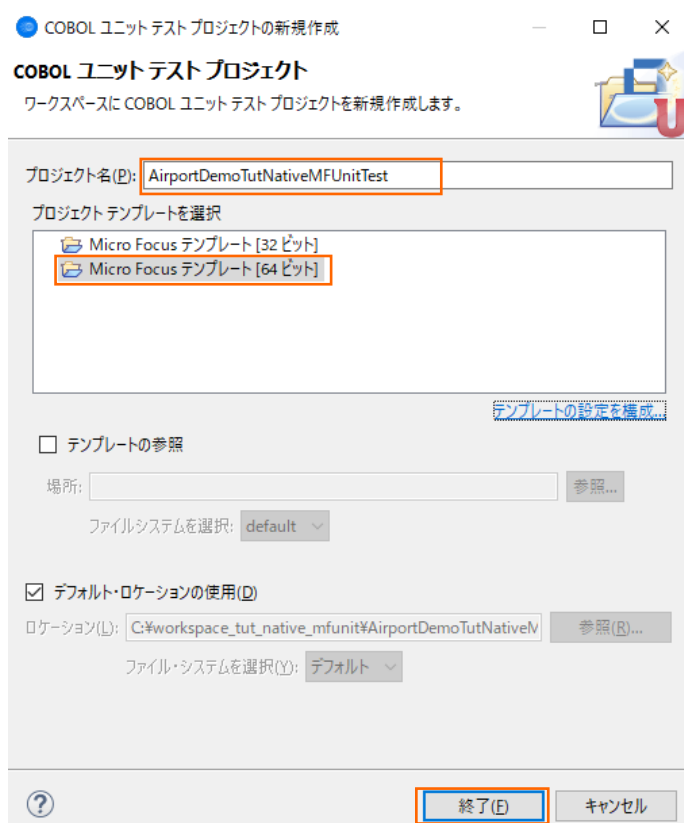 COBOL ユニット テスト プロジェクトの新規作成
COBOL ユニット テスト プロジェクト
ワークスペースに COBOL ユニット テスト プロジェクトを新規作成します。
プロジェクト名(P): AirportDemoTutNativeMFUnitTest
プロジェクト テンプレートを選択
Micro Focus テンプレート [32 ビット]
Micro Focus テンプレート [64 ビット]
テンプレートの設定を構成...
テンプレートの参照
場所: 参照...
ファイルシステムを選択: default
デフォルト・ロケーションの使用(D)
ロケーション(L): C:¥workspace_tut_native_mfunit¥AirportDemoTutNativeM 参照(R)...
ファイル・システムを選択(Y): デフォルト
? 終了(F) キャンセル